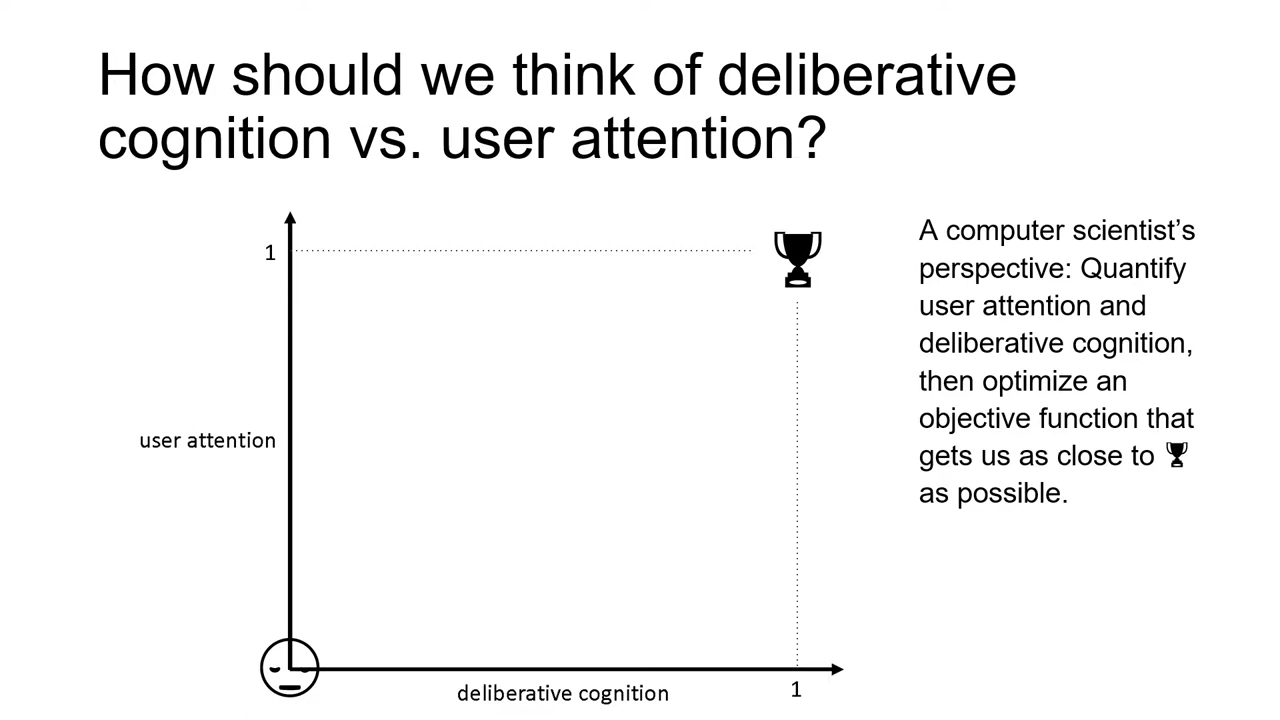 How should we think of deliberative
cognition vs. user attention?
1
user attention
deliberative cognition
1
A computer scientist’s
perspective: Quantify
user attention and
deliberative cognition,
then optimize an
objective function that
gets us as close to
as possible.